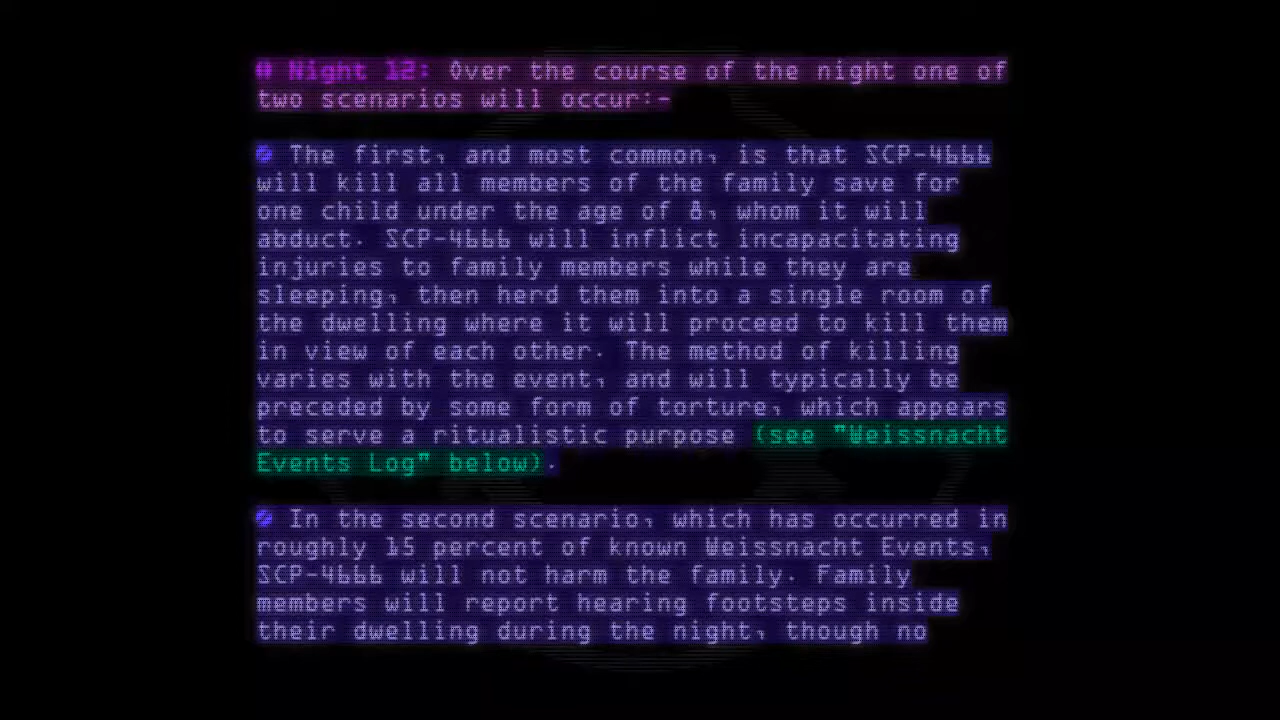 # Night 12: Over the course of the night one of
two scenarios will occur:-
The first, and most common, is that SCP-4666
will kill all members of the family save for
one child under the age of 8, whom it will
abduct. SCP-4666 will inflict incapacitating
injuries to family members while they are
sleeping, then herd them into a single room of
the dwelling where it will proceed to kill them
in view of each other. The method of killing
varies with the event, and will typically be
preceded by some form of torture, which appears
to serve a ritualistic purpose (see "Weissnacht
Events Log" below).
In the second scenario, which has occurred in
roughly 15 percent of known Weissnacht Events,
SCP-4666 will not harm the family. Family
members will report hearing footsteps inside
their dwelling during the night, though no